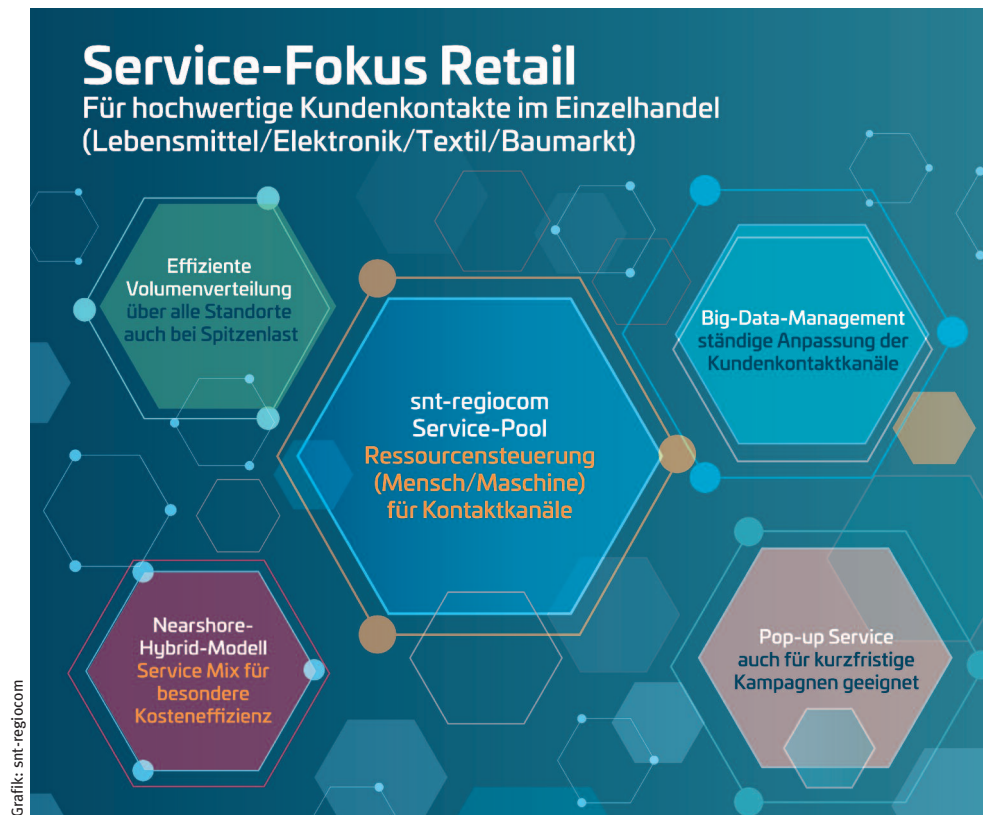 Service-Fokus Retail
Für hochwertige Kundenkontakte im Einzelhandel
(Lebensmittel/Elektronik/Textil/Baumarkt)
Effiziente
Volumenverteilung
über alle Standorte
auch bei Spitzenlast
Big-Data-Management
ständige Anpassung der
Kundenkontaktkanäle
snt-regiocom
Service-Pool
Ressourcensteuerung
(Mensch/Maschine)
für Kontaktkanäle
Nearshore-
Hybrid-Modell
Service Mix für
besondere
Kosteneffizienz
Pop-up Service
auch für kurzfristige
Kampagnen geeignet
Grafik: snt-regiocom